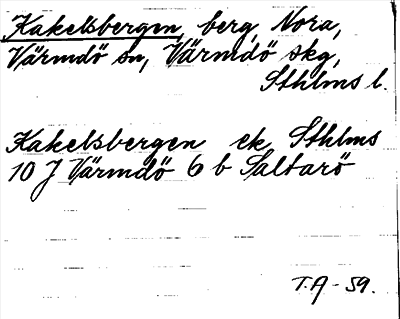 Kakelsbergen, berg, Nora,
Värmdö sn, Värmdö skg,
Sthlms l.
Kakelsbergen ek Sthlms
10 J Värmdö 6 b Saltarö
T.A - 59.